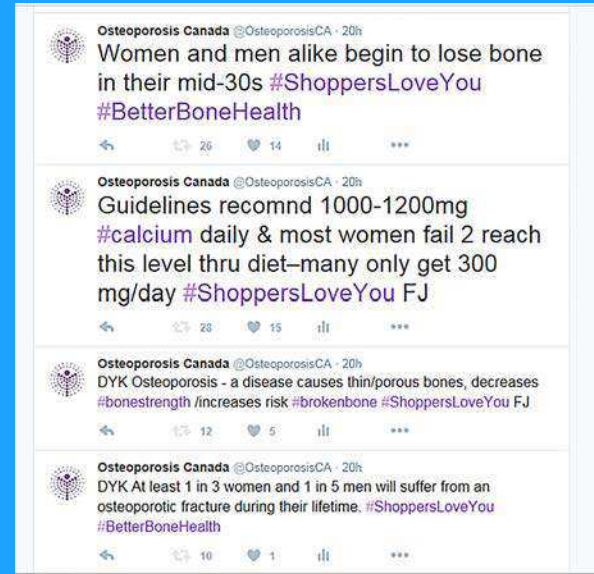 Osteoporosis Canada @OsteoporosisCA · 20h
Women and men alike begin to lose bone
in their mid-30s #ShoppersLoveYou
#BetterBoneHealth
26 14
Osteoporosis Canada @OsteoporosisCA · 20h
Guidelines recomnd 1000-1200mg
#calcium daily & most women fail 2 reach
this level thru diet–many only get 300
mg/day #ShoppersLoveYou FJ
28 15
Osteoporosis Canada @OsteoporosisCA · 20h
DYK Osteoporosis - a disease causes thin/porous bones, decreases
#bonestrength /increases risk #brokenbone #ShoppersLoveYou FJ
12 5
Osteoporosis Canada @OsteoporosisCA · 20h
DYK At least 1 in 3 women and 1 in 5 men will suffer from an
osteoporotic fracture during their lifetime. #ShoppersLoveYou
#BetterBoneHealth
10 1